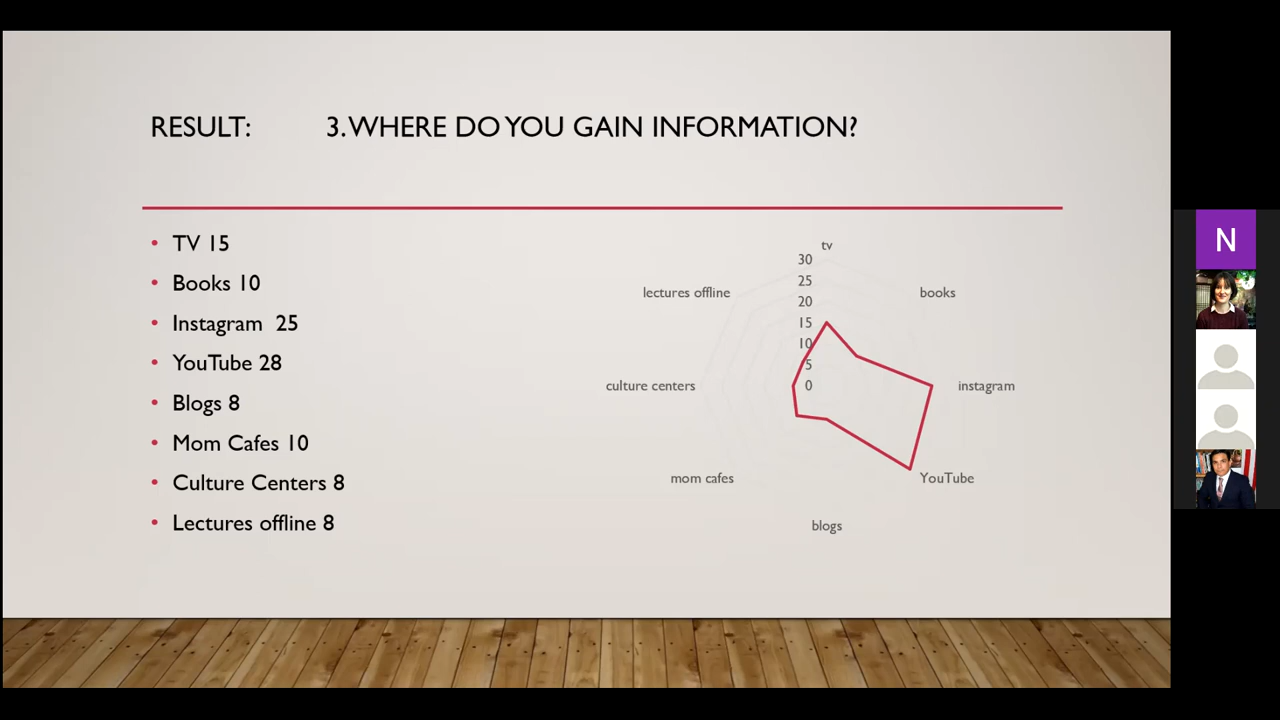 RESULT: 3. WHERE DO YOU GAIN INFORMATION?
• TV 15
• Books 10
• Instagram 25
• YouTube 28
• Blogs 8
• Mom Cafes 10
• Culture Centers 8
• Lectures offline 8
tv
30
25
20
15
10
5
0
lectures offline
books
culture centers
instagram
mom cafes
YouTube
blogs
N